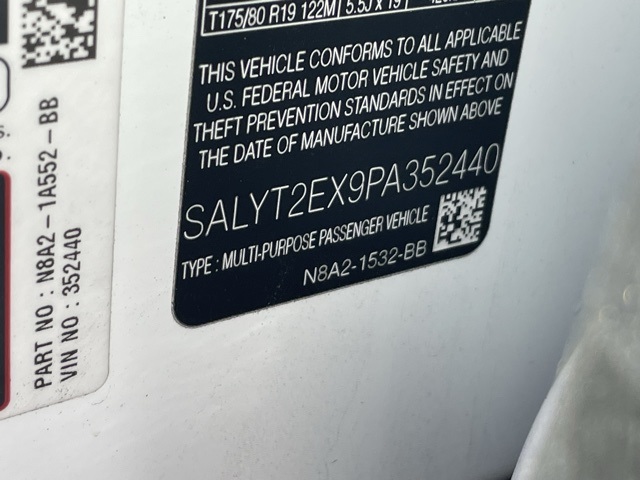 T175/80 R19 122M 5.5J x 19
THIS VEHICLE CONFORMS TO ALL APPLICABLE
U.S. FEDERAL MOTOR VEHICLE SAFETY AND
THEFT PREVENTION STANDARDS IN EFFECT ON
THE DATE OF MANUFACTURE SHOWN ABOVE
SALYT2EX9PA352440
TYPE : MULTI-PURPOSE PASSENGER VEHICLE
N8A2-1532-BB
PART NO : N8A2-1A552-BB
VIN NO : 352440